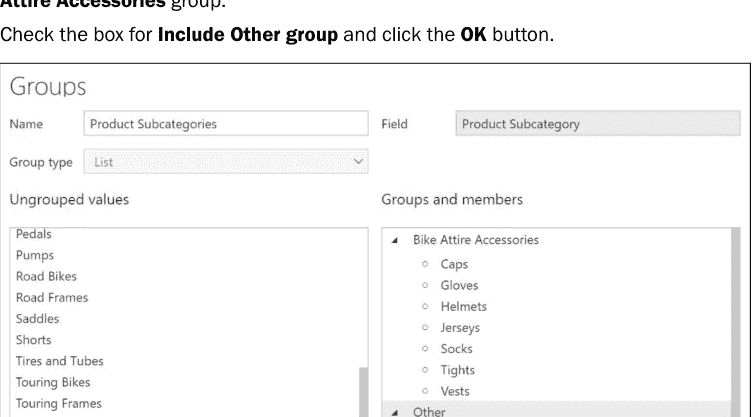 Attire Accessories group.
Check the box for Include Other group and click the OK button.
Groups
Name
Product Subcategories
Field
Product Subcategory
Group type
List
Ungrouped values
Groups and members
Pedals
Pumps
Road Bikes
Road Frames
Saddles
Shorts
Tires and Tubes
Touring Bikes
Touring Frames
Bike Attire Accessories
Caps
Gloves
Helmets
Jerseys
Socks
Tights
Vests
Other